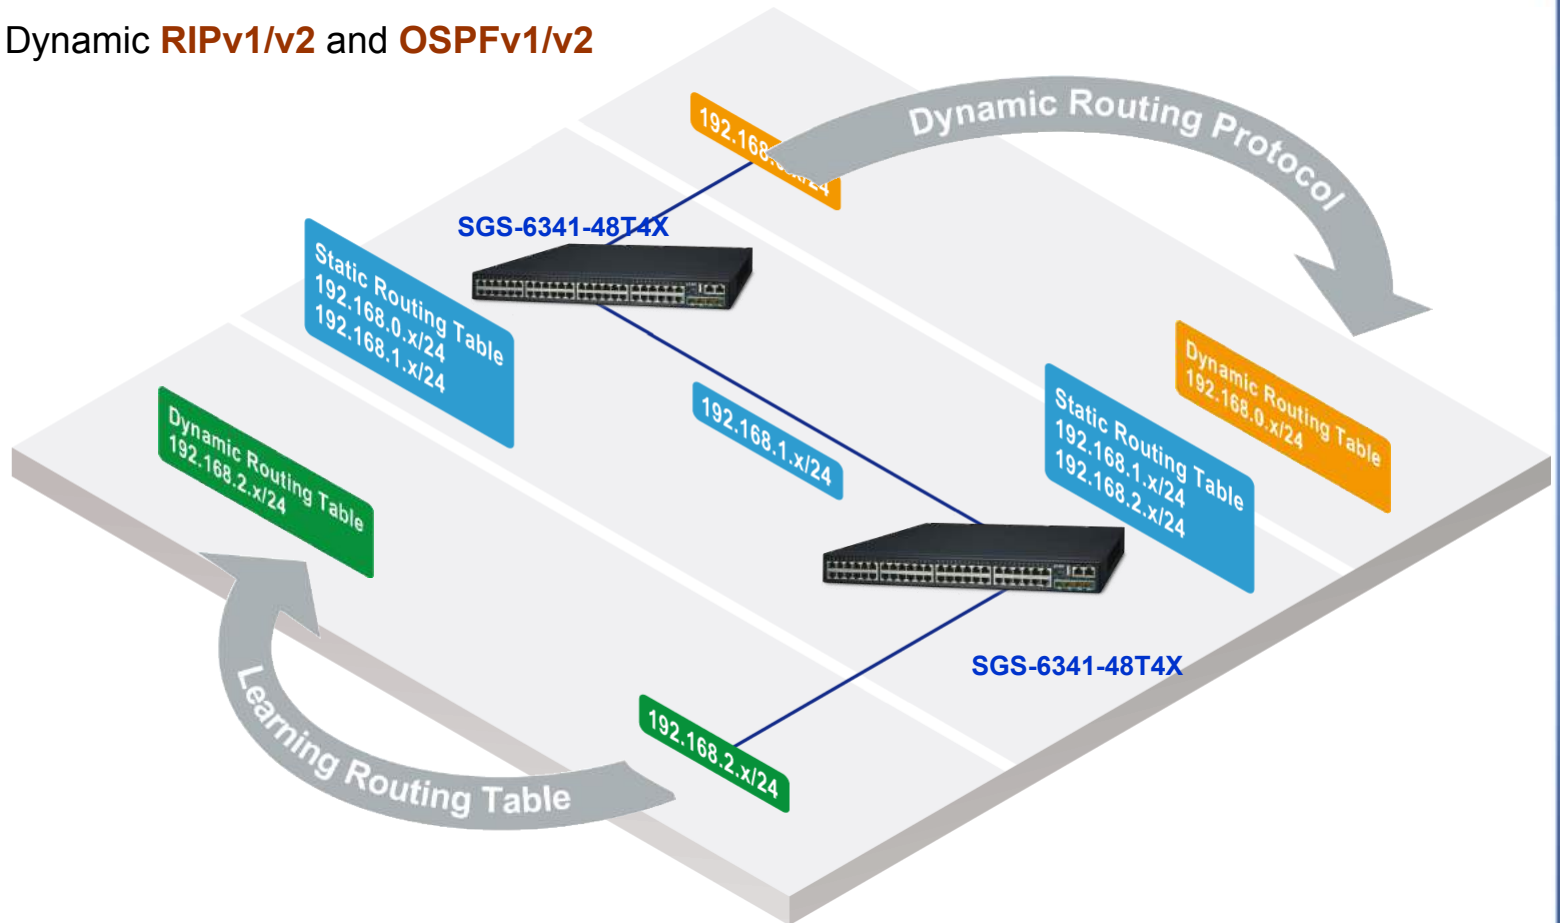 Dynamic RIPv1/v2 and OSPFv1/v2
Dynamic Routing Protocol
SGS-6341-48T4X
Static Routing Table
192.168.0.x/24
192.168.1.x/24
Dynamic Routing Table
192.168.2.x/24
192.168.1.x/24
Dynamic Routing Table
192.168.0.x/24
Static Routing Table
192.168.1.x/24
192.168.2.x/24
SGS-6341-48T4X
192.168.2.x/24
Learning Routing Table